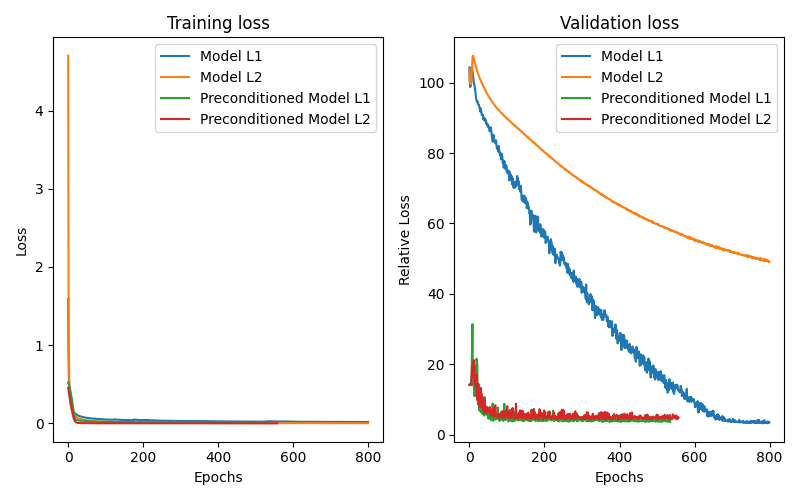 Training loss
Model L1
Model L2
Preconditioned Model L1
Preconditioned Model L2
Loss
4
3
2
1
0
0 200 400 600 800
Epochs
Validation loss
Model L1
Model L2
Preconditioned Model L1
Preconditioned Model L2
Relative Loss
100
80
60
40
20
0
0 200 400 600 800
Epochs